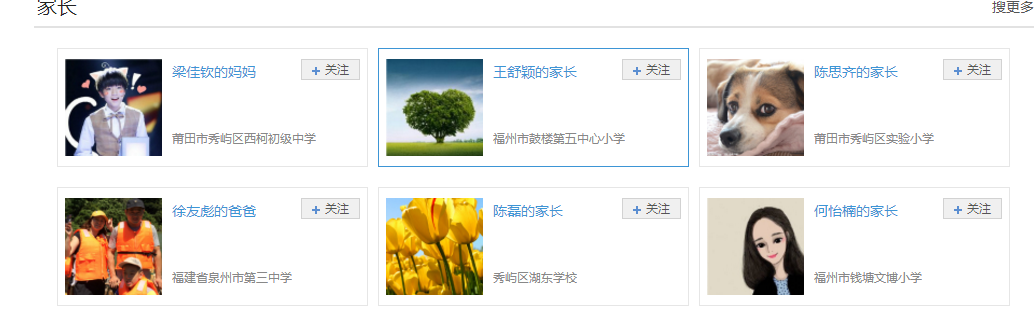 家长
搜更多
梁佳钦的妈妈
+ 关注
莆田市秀屿区西柯初级中学
王舒颖的家长
+ 关注
福州市鼓楼第五中心小学
陈思齐的家长
+ 关注
莆田市秀屿区实验小学
徐友彪的爸爸
+ 关注
福建省泉州市第三中学
陈磊的家长
+ 关注
秀屿区湖东学校
何怡楠的家长
+ 关注
福州市钱塘文博小学